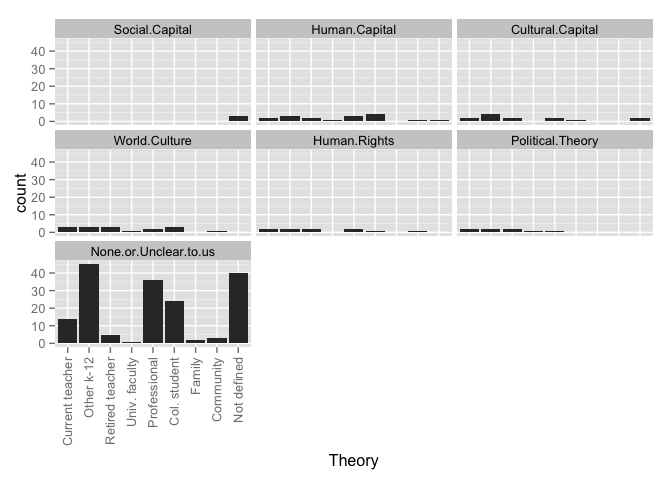 Social.Capital Human.Capital Cultural.Capital
40
30
20
10
0
World.Culture Human.Rights Political.Theory
40
30
20
10
0
None.or.Unclear.to.us
40
30
20
10
0
count
Current teacher
Other k-12
Retired teacher
Univ. faculty
Professional
Col. student
Family
Community
Not defined
Theory